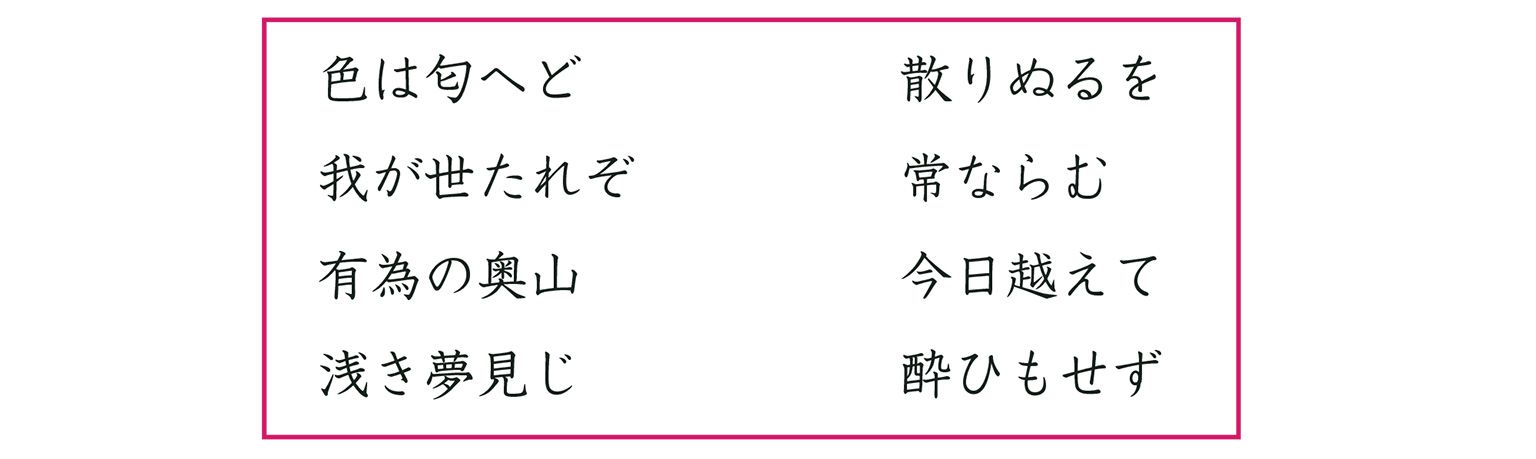 色は匂へど 散りぬるを
我が世たれぞ 常ならむ
有為の奥山 今日越えて
浅き夢見じ 酔ひもせず